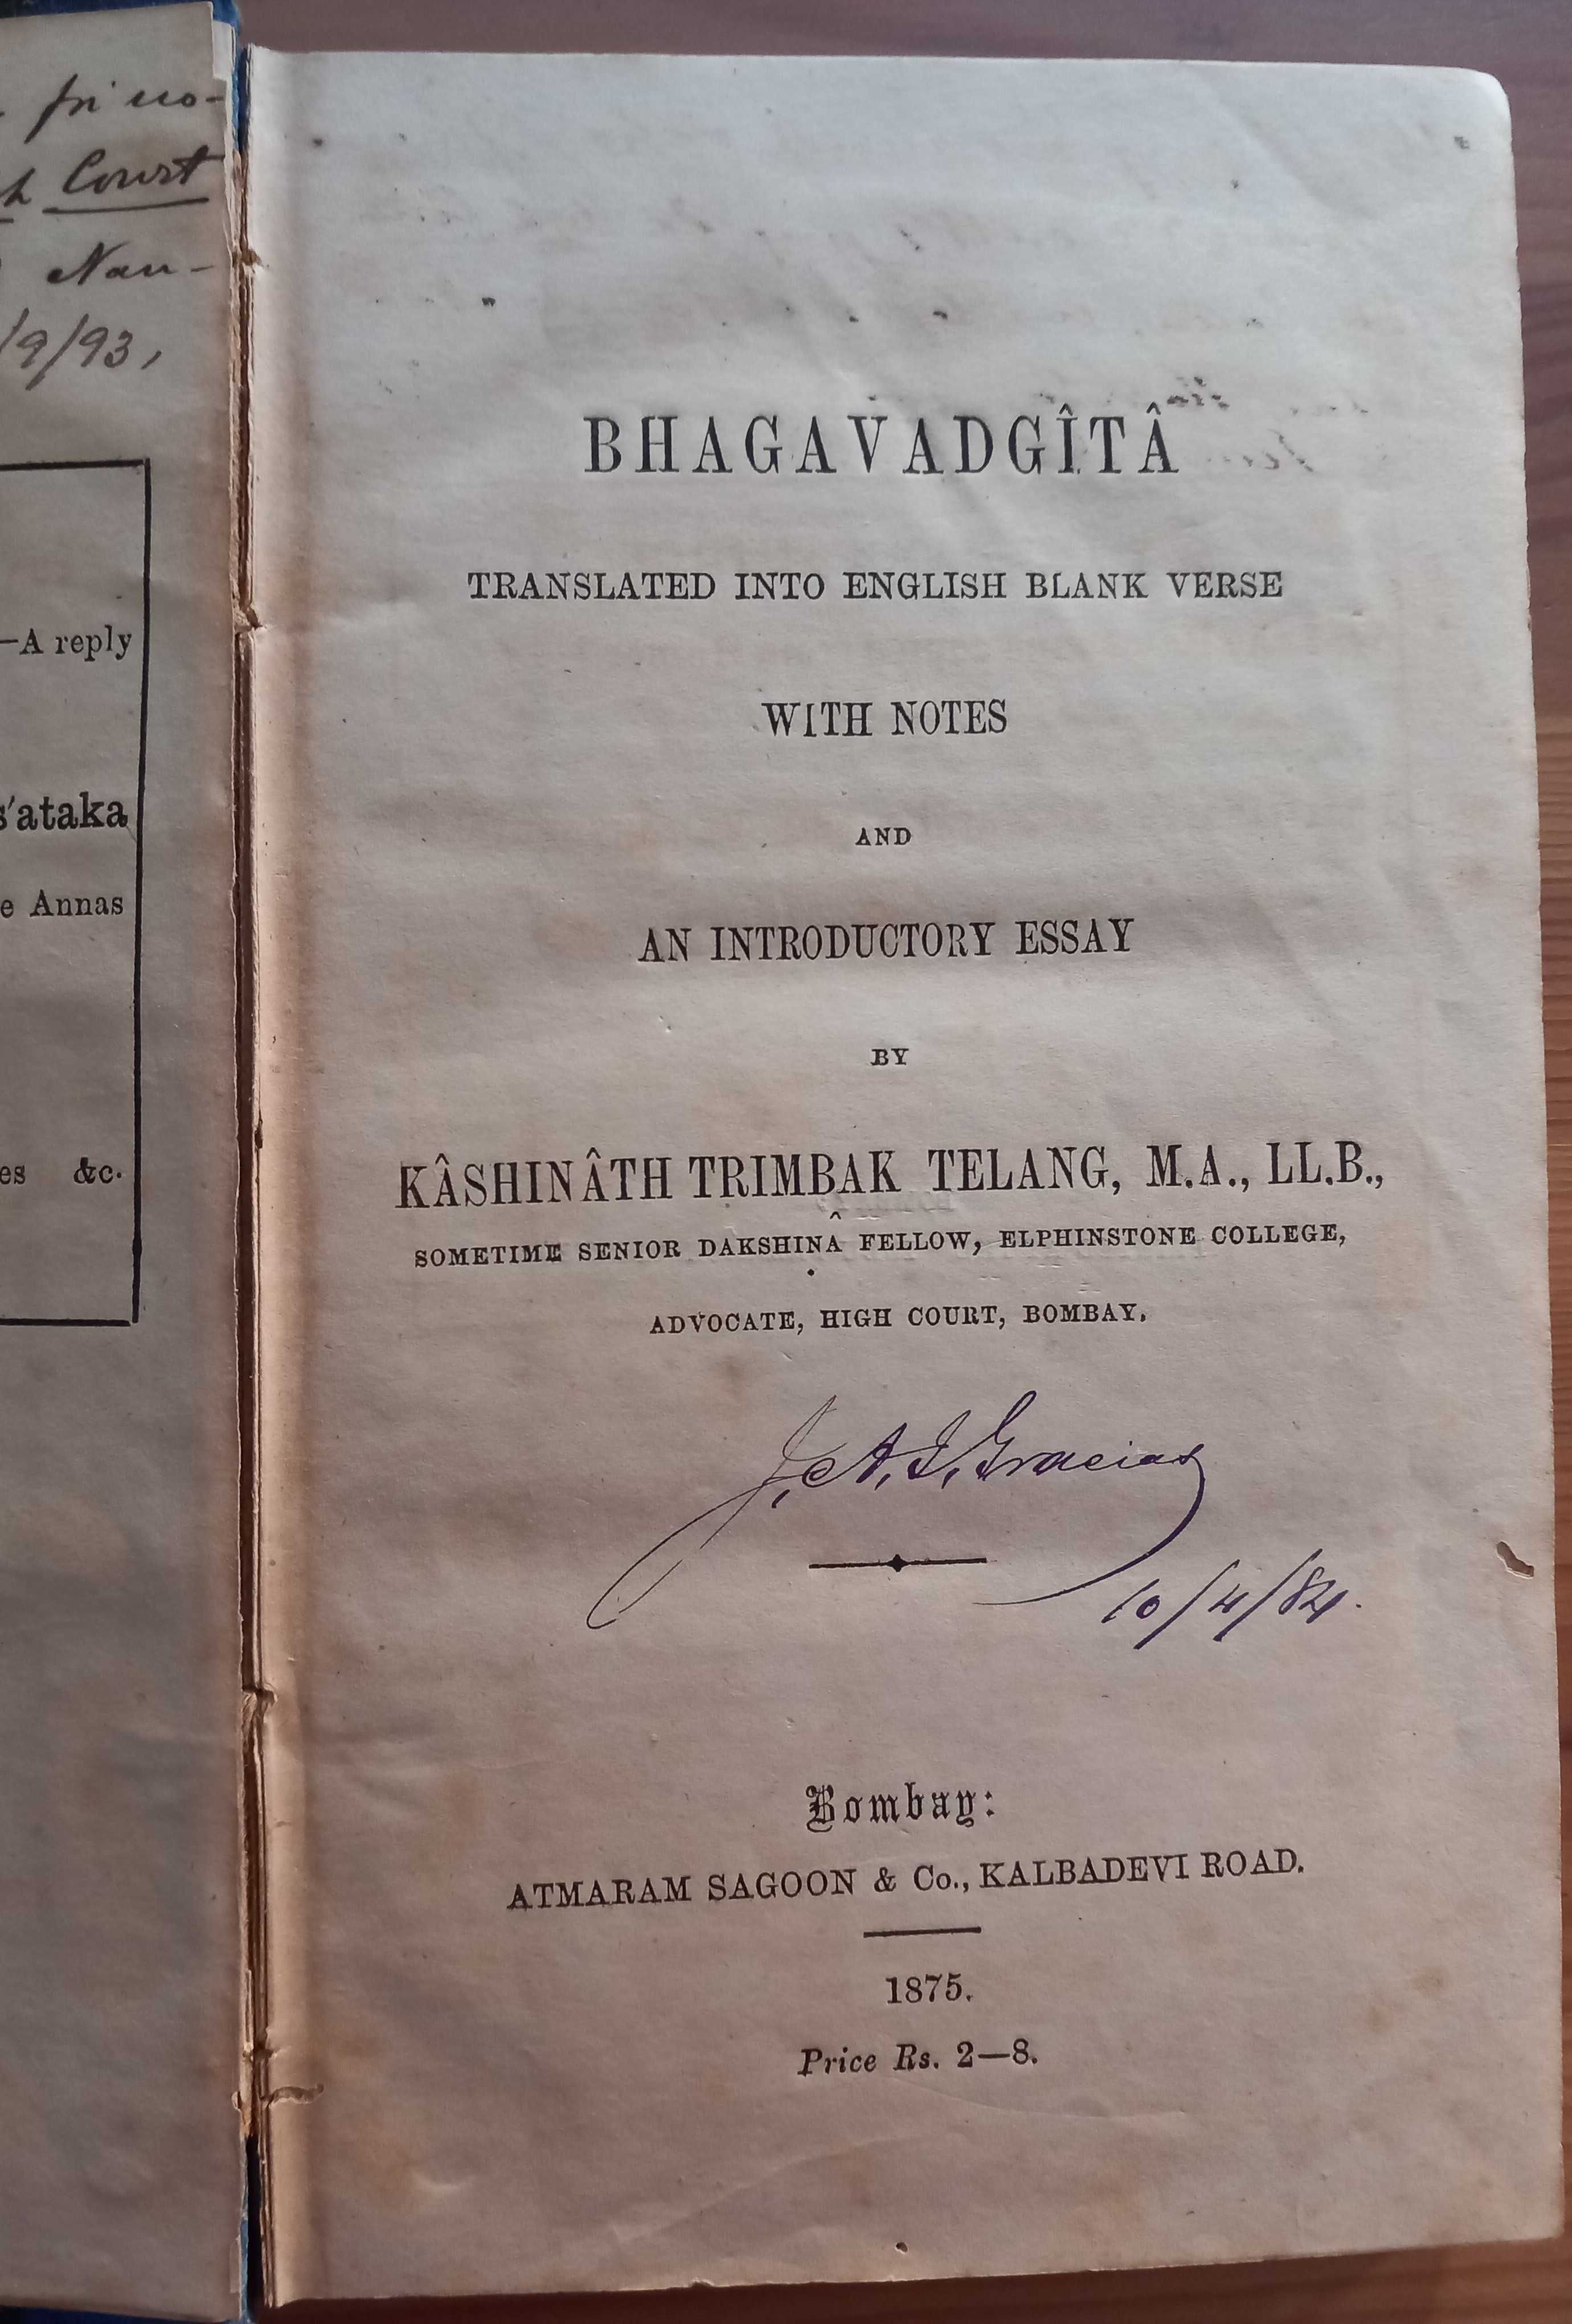 Court
Nau-
/9/93,
—A reply
s'ataka
e Annas
es &c.
BHAGAVADGÎTÂ
TRANSLATED INTO ENGLISH BLANK VERSE
WITH NOTES
AND
AN INTRODUCTORY ESSAY
BY
KÂSHINÂTH TRIMBAK TELANG, M.A., LL.B.,
SOMETIME SENIOR DAKSHINÂ FELLOW, ELPHINSTONE COLLEGE,
ADVOCATE, HIGH COURT, BOMBAY.
J. A. I. Gracias
10/4/84.
Bombay:
ATMARAM SAGOON & Co., KALBADEVI ROAD.
1875.
Price Rs. 2—8.